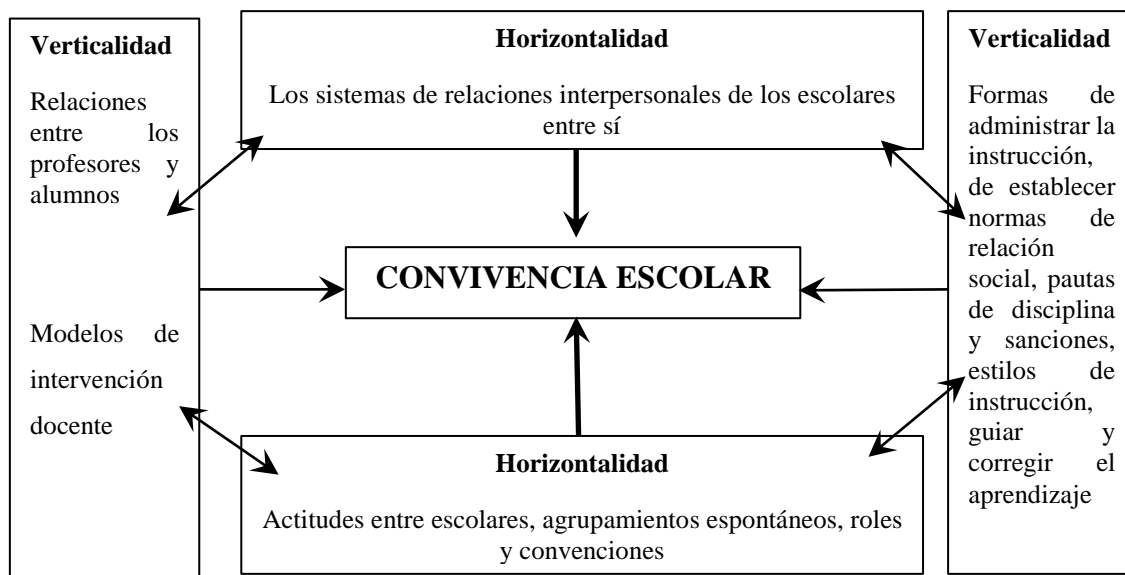 Verticalidad
Relaciones
entre los
profesores y
alumnos
Modelos de
intervención
docente
Horizontalidad
Los sistemas de relaciones interpersonales de los escolares
entre sí
CONVIVENCIA ESCOLAR
Horizontalidad
Actitudes entre escolares, agrupamientos espontáneos, roles
y convenciones
Verticalidad
Formas de
administrar la
instrucción,
de establecer
normas de
relación
social, pautas
de disciplina
y sanciones,
estilos de
instrucción,
guiar y
corregir el
aprendizaje